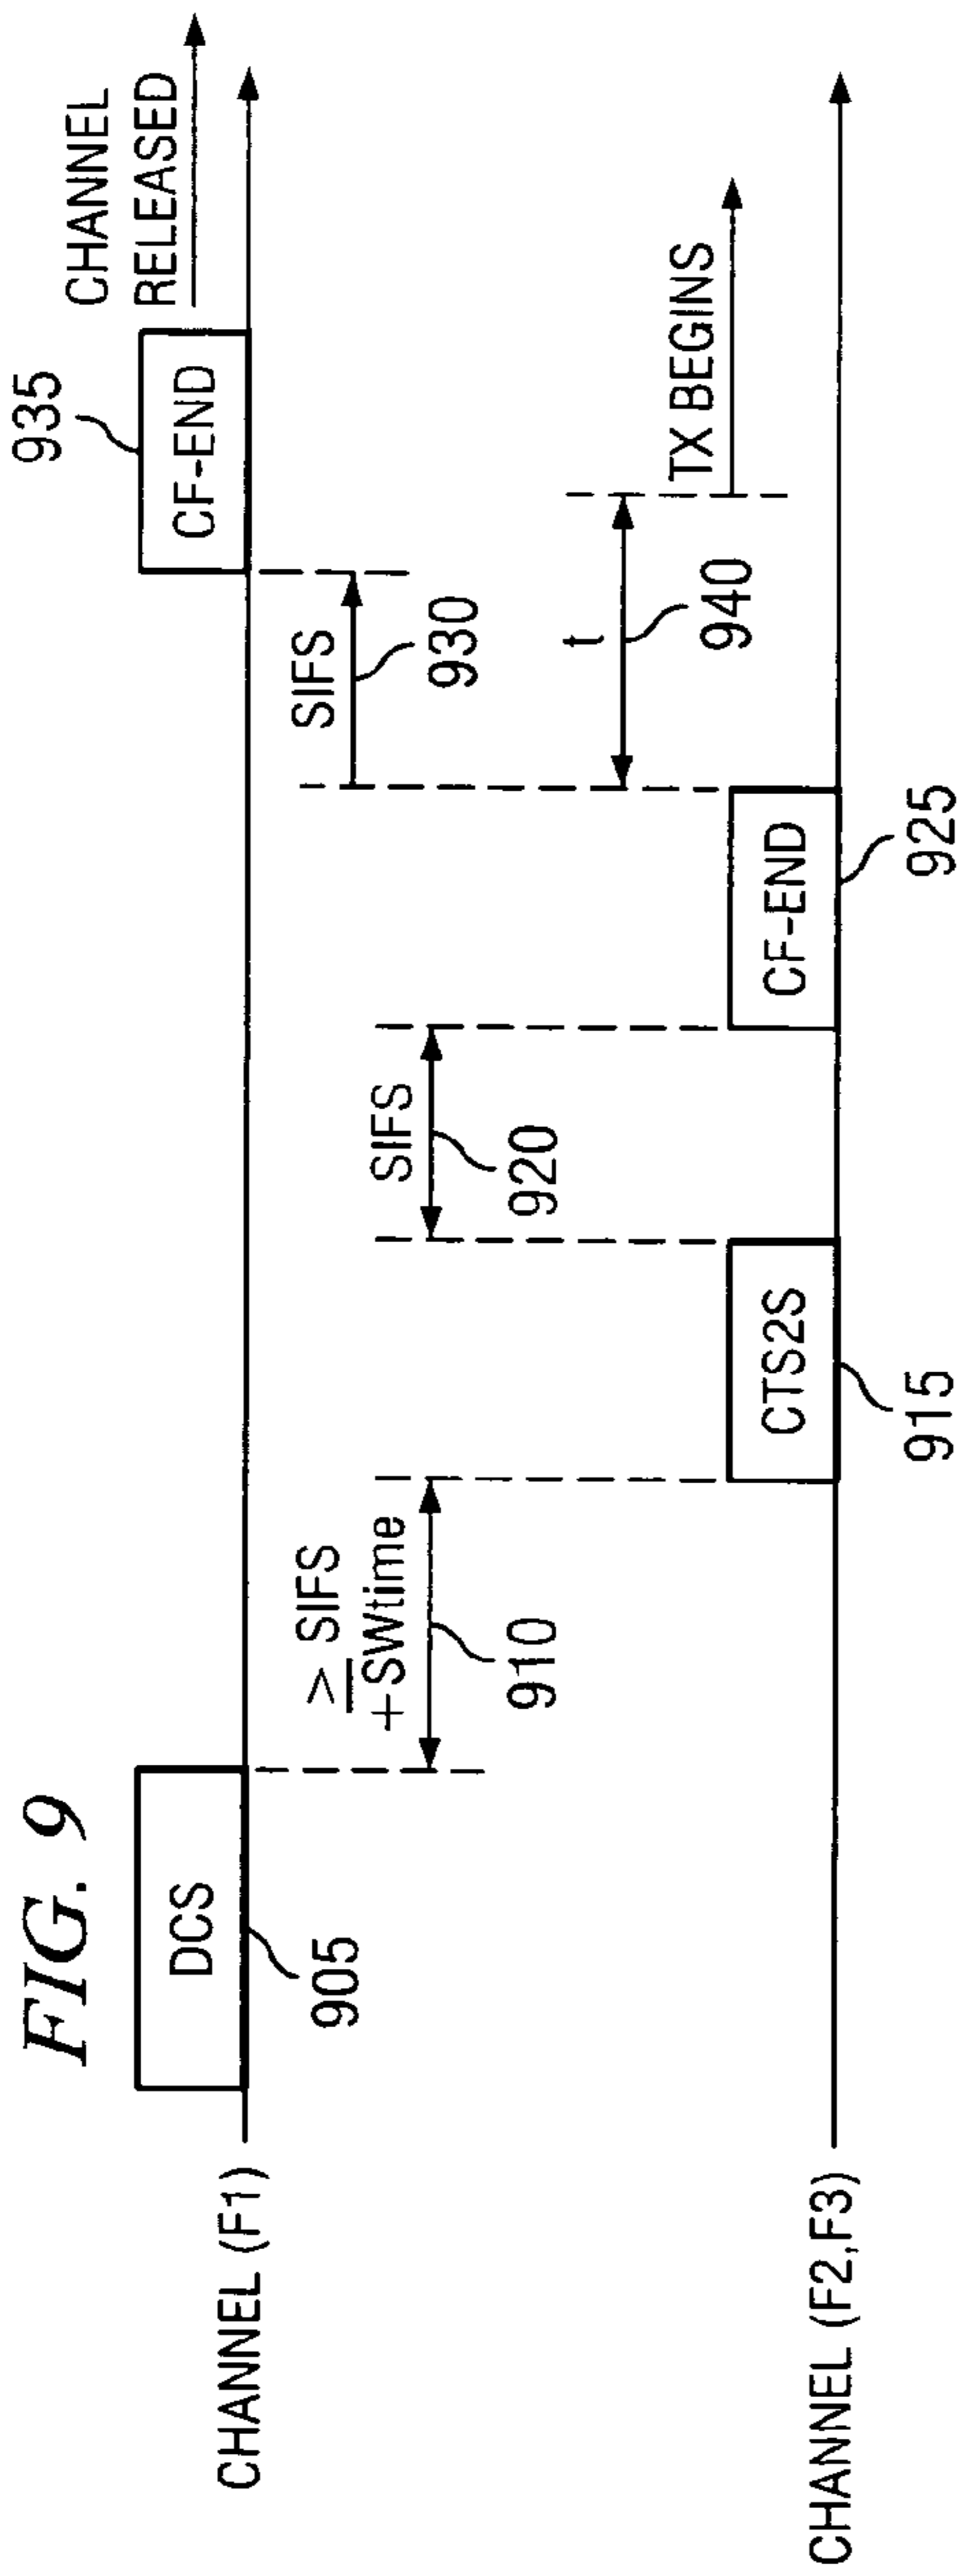 FIG. 9
CHANNEL (F1)
DCS
905
≥ SIFS
+SWtime
910
SIFS
920
SIFS
930
CF-END
935
CHANNEL
RELEASED
CHANNEL (F2,F3)
CTS2S
915
CF-END
925
t
940
TX BEGINS